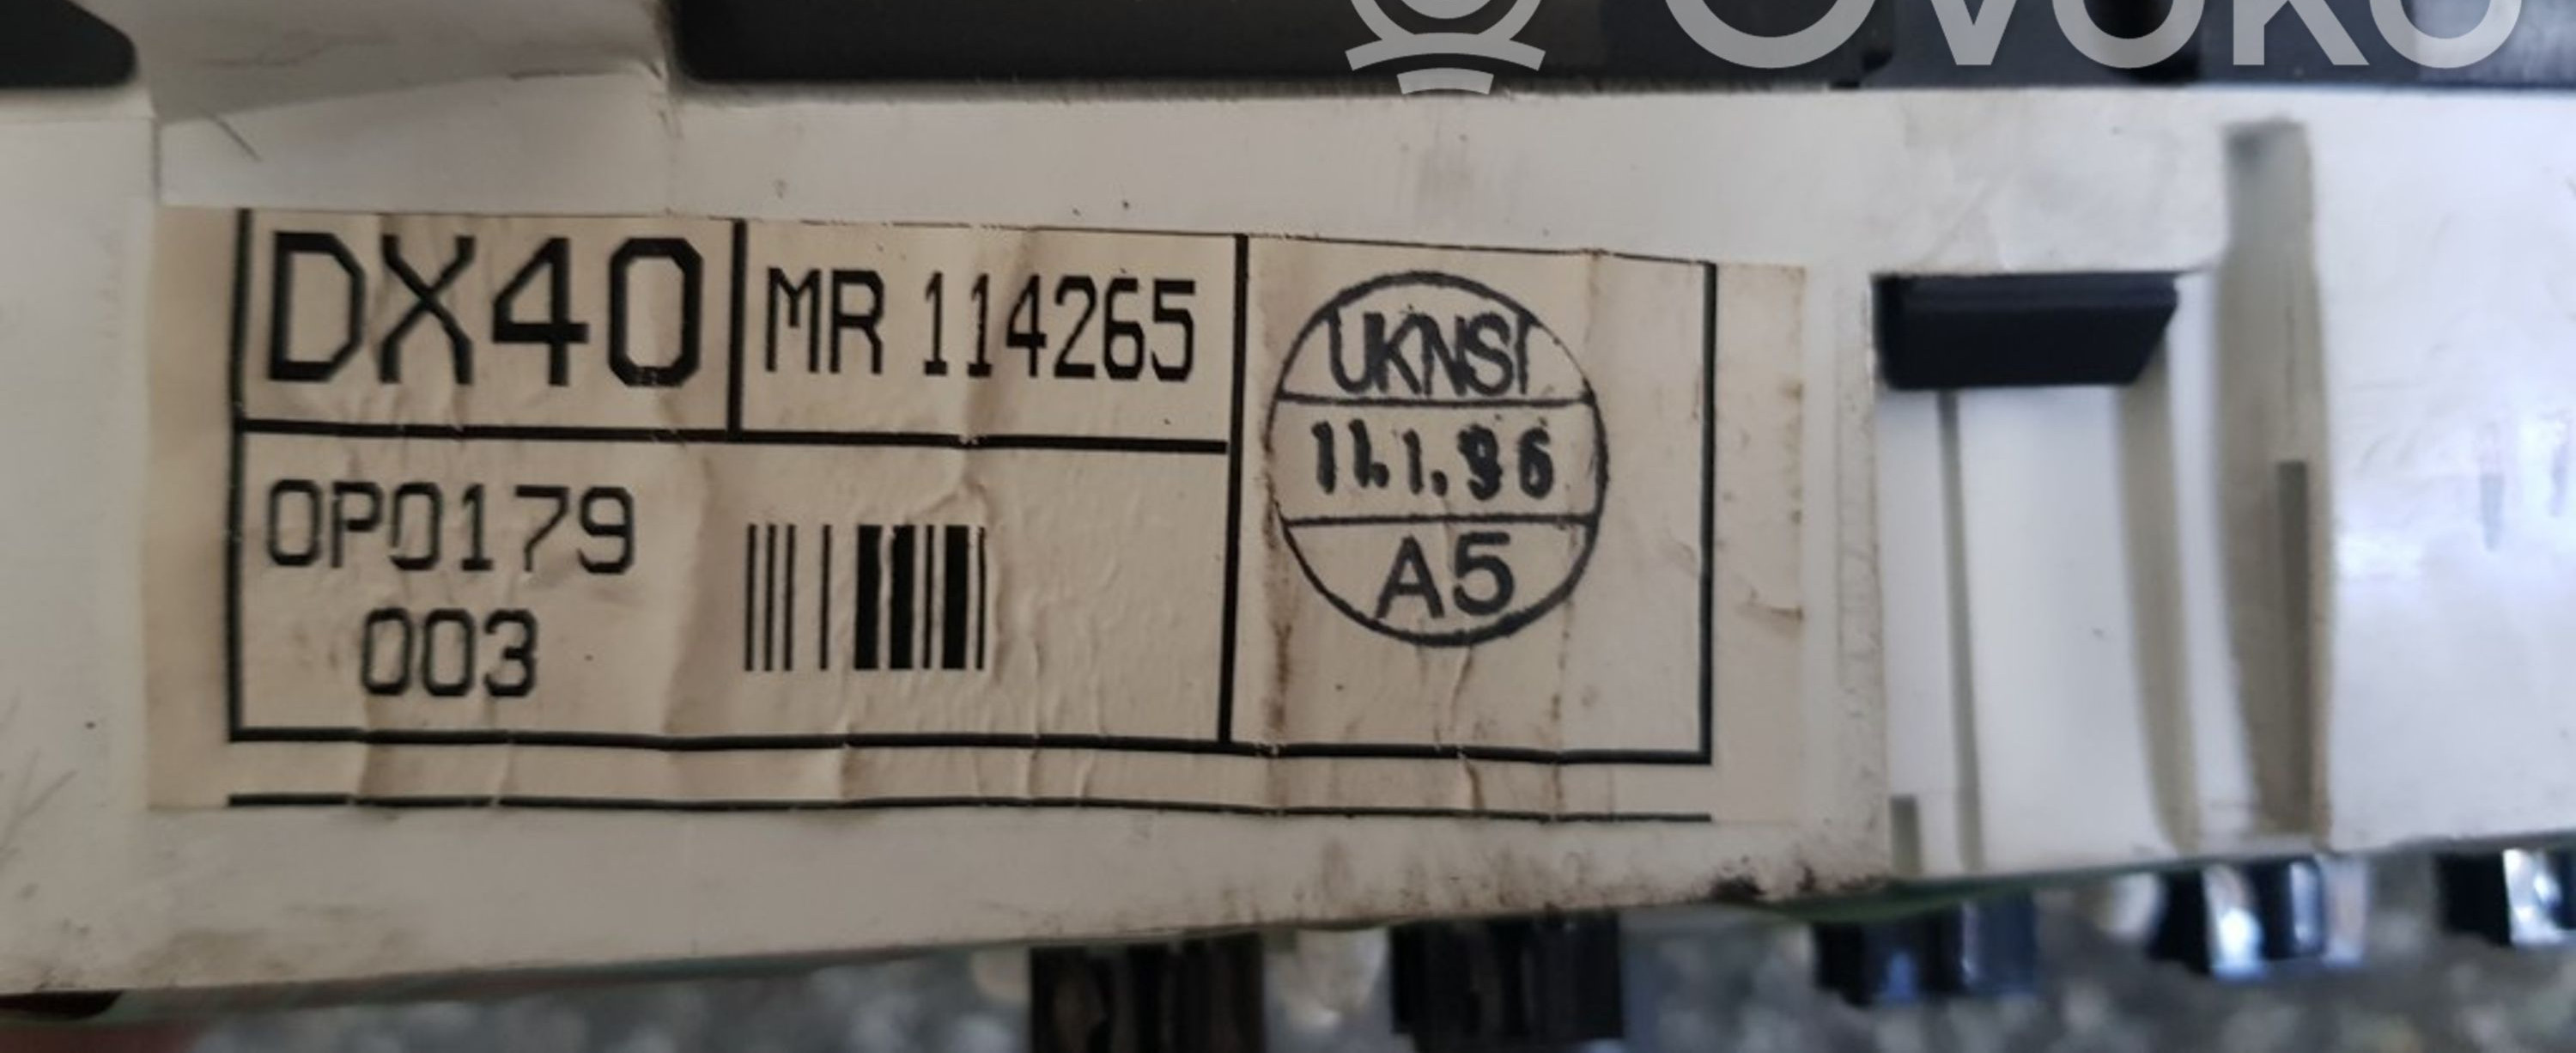 OVOKO
DX40
MR 114265
0P0179
003
UKNSI
11.1.96
A5